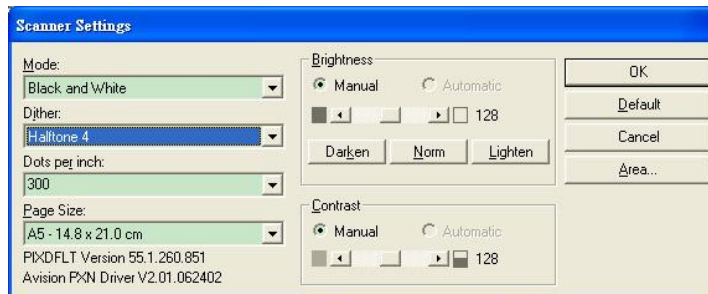 Scanner Settings
Mode:
Black and White
Dither:
Halftone 4
Dots per inch:
300
Page Size:
A5 - 14.8 x 21.0 cm
PIXDFLT Version 55.1.260.851
Avision PXN Driver V2.01.062402
Brightness
Manual Automatic
128
Darken Norm Lighten
Contrast
Manual Automatic
128
OK
Default
Cancel
Area...